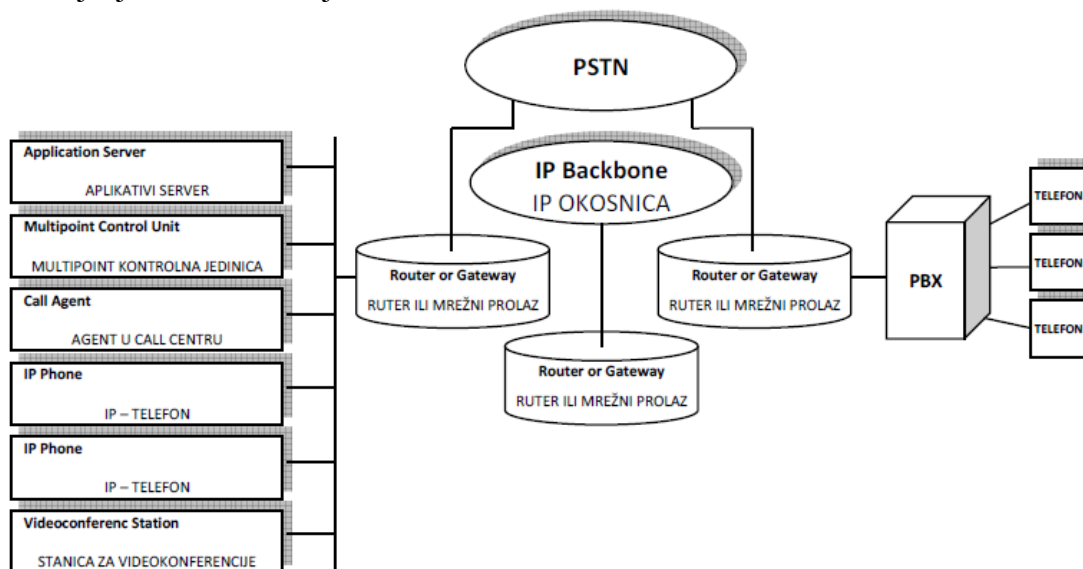 PSTN
IP Backbone
IP OKOSNICA
Application Server
APLIKATIVI SERVER
Multipoint Control Unit
MULTIPOINT KONTROLNA JEDINICA
Call Agent
AGENT U CALL CENTRU
IP Phone
IP – TELEFON
IP Phone
IP – TELEFON
Videoconferenc Station
STANICA ZA VIDEOKONFERENCIJE
Router or Gateway
RUTER ILI MREŽNI PROLAZ
Router or Gateway
RUTER ILI MREŽNI PROLAZ
Router or Gateway
RUTER ILI MREŽNI PROLAZ
PBX
TELEFON
TELEFON
TELEFON